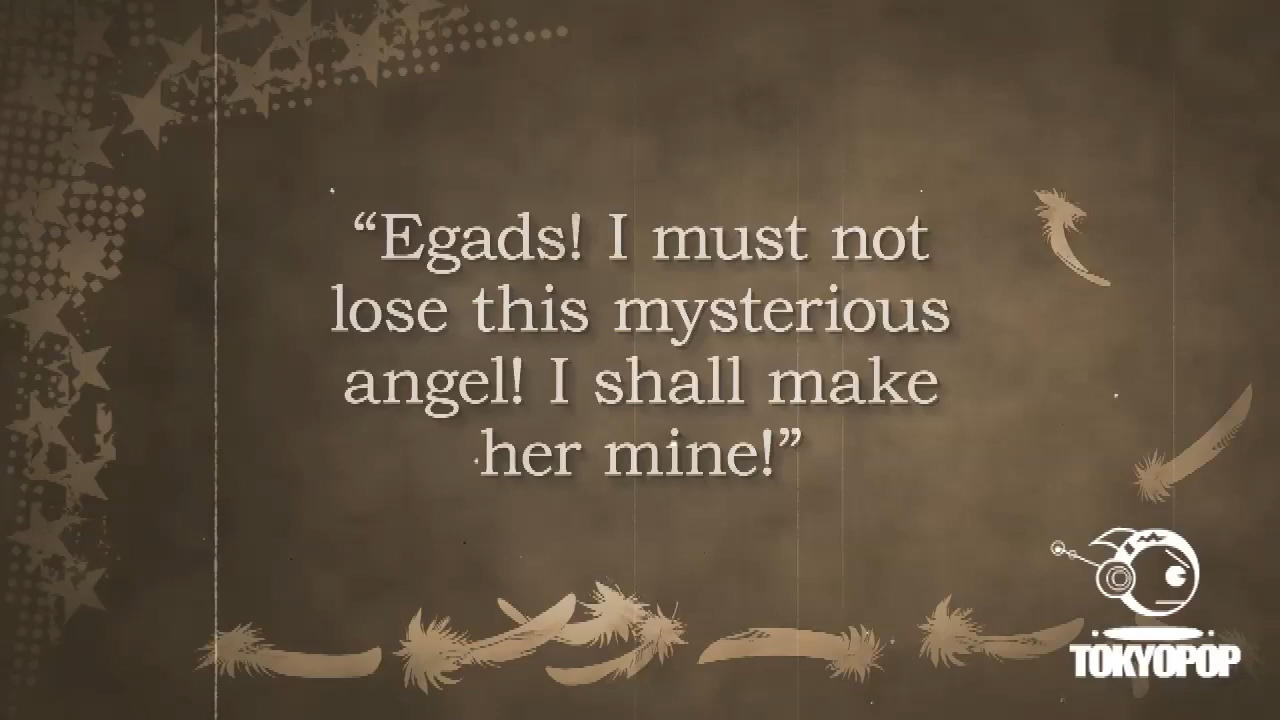 “Egads! I must not
lose this mysterious
angel! I shall make
her mine!”
TOKYOPOP